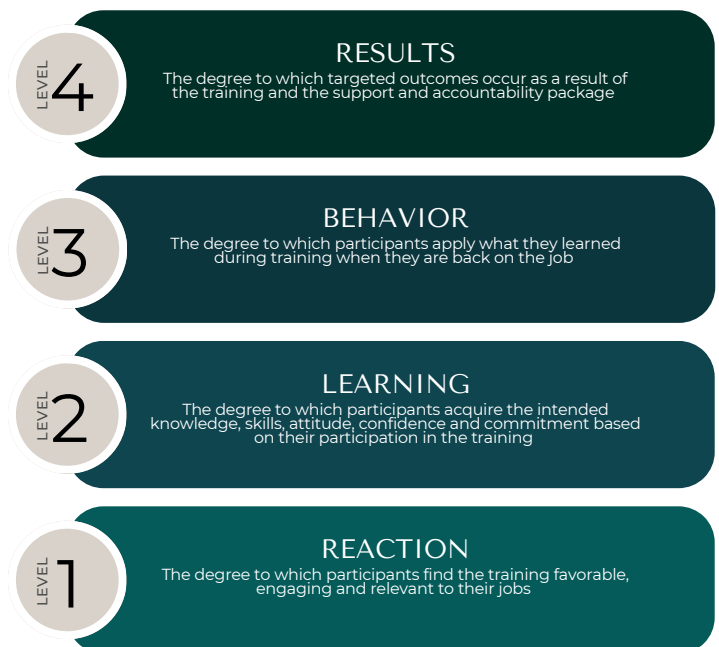 LEVEL 4
RESULTS
The degree to which targeted outcomes occur as a result of
the training and the support and accountability package
LEVEL 3
BEHAVIOR
The degree to which participants apply what they learned
during training when they are back on the job
LEVEL 2
LEARNING
The degree to which participants acquire the intended
knowledge, skills, attitude, confidence and commitment based
on their participation in the training
LEVEL 1
REACTION
The degree to which participants find the training favorable,
engaging and relevant to their jobs